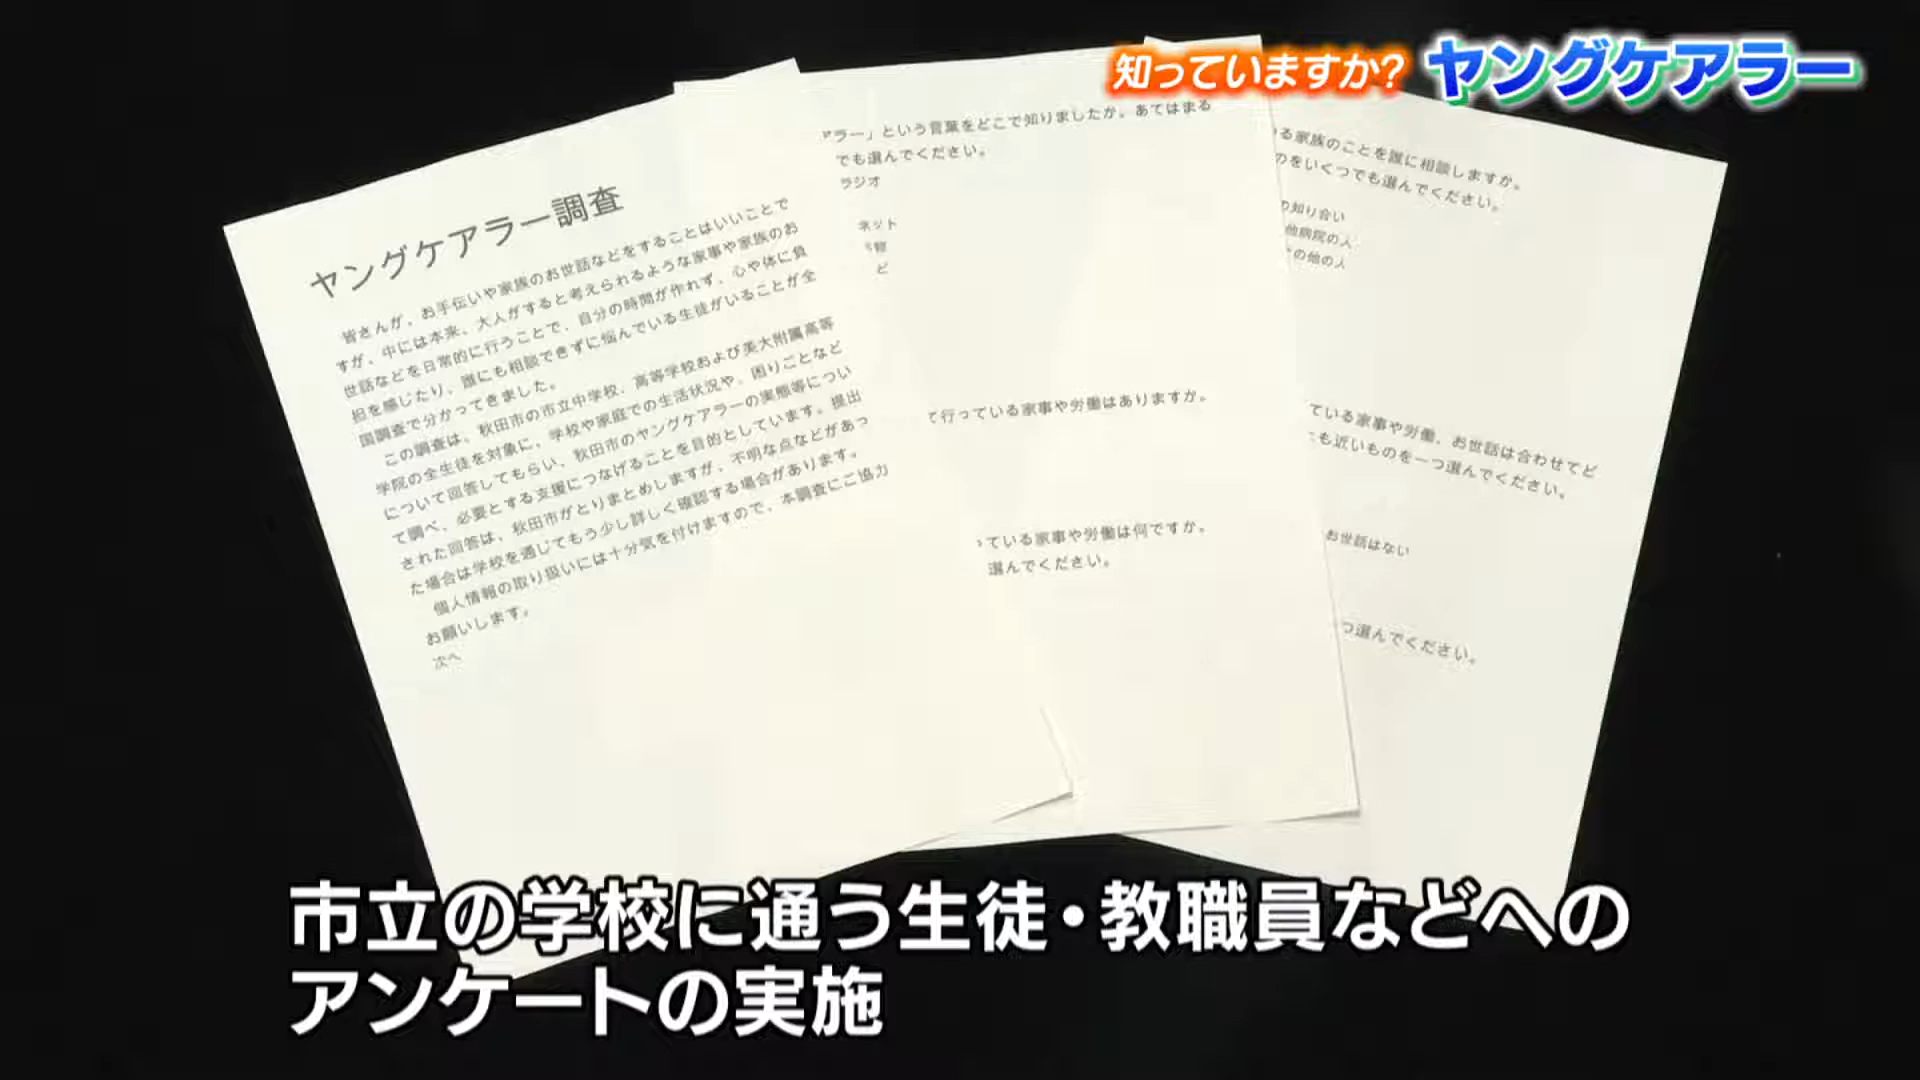 知っていますか?
ヤングケアラー
ヤングケアラー調査
皆さんが、お手伝いや家族のお世話などをすることはいいことで
すが、中には本来、大人がすると考えられるような家事や家族のお
世話などを日常的に行うことで、自分の時間が作れず、心や体に負
担を感じたり、誰にも相談できずに悩んでいる生徒がいることが全
国調査で分かってきました。
この調査は、秋田市の市立中学校、高等学校および美大附属高等
学院の全生徒を対象に、学校や家庭での生活状況や、困りごとなど
について回答してもらい、秋田市のヤングケアラーの実態等につい
て調べ、必要とする支援につなげることを目的としています。提出
された回答は、秋田市がとりまとめしますが、不明な点などがあっ
た場合は学校を通じてもう少し詳しく確認する場合があります。
個人情報の取り扱いには十分気を付けますので、本調査にご協力
お願いします。
次へ
ラー」という言葉をどこで知りましたか。あてはまる
でも選んでください。
ラジオ
ネット
ど
て行っている家事や労働はありますか。
ている家事や労働は何ですか。
選んでください。
る家族のことを誰に相談しますか。
のをいくつでも選んでください。
の知り合い
他病院の人
の他の人
ている家事や労働、お世話は合わせてど
も近いものを一つ選んでください。
お世話はない
つ選んでください。
市立の学校に通う生徒・教職員などへの
アンケートの実施